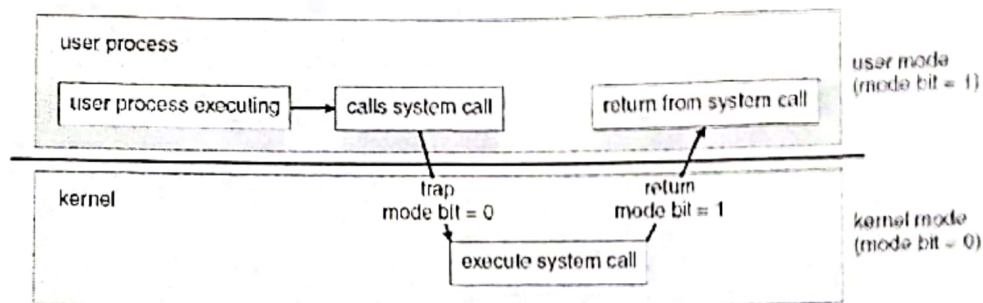 user process
user process executing
calls system call
return from system call
user mode
(mode bit = 1)
kernel
trap
mode bit = 0
return
mode bit = 1
kernel mode
(mode bit = 0)
execute system call